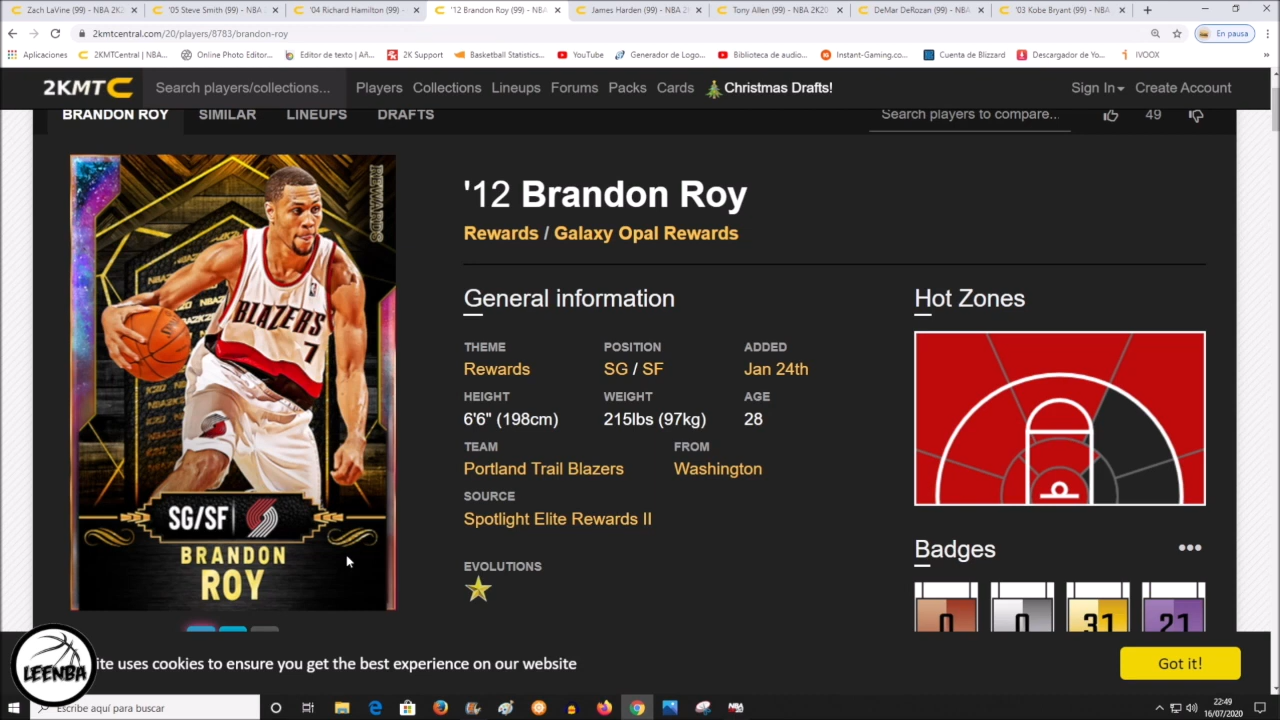 Zach LaVine (99) - NBA 2K2
'05 Steve Smith (99) - NBA
'04 Richard Hamilton (99) -
'12 Brandon Roy (99) - NBA
James Harden (99) - NBA 2
Tony Allen (99) - NBA 2K20
DeMar DeRozan (99) - NBA
'03 Kobe Bryant (99) - NBA
2kmtcentral.com/20/players/8783/brandon-roy
En pausa
Aplicaciones
2KMTCENTRAL | NBA...
Online Photo Editor...
Editor de texto | Añ...
2K Support
Basketball Statistics...
YouTube
Generador de Logo...
Biblioteca de audio...
Instant-Gaming.co...
Cuenta de Blizzard
Descargador de Yo...
IVOOX
2KMTC
Search players/collections...
Players
Collections
Lineups
Forums
Packs
Cards
Christmas Drafts!
Sign In
Create Account
BRANDON ROY
SIMILAR
LINEUPS
DRAFTS
Search players to compare...
49
REWARDS
BLAZERS
7
SG/SF
BRANDON
ROY
'12 Brandon Roy
Rewards / Galaxy Opal Rewards
General information
THEME
POSITION
ADDED
Rewards
SG / SF
Jan 24th
HEIGHT
WEIGHT
AGE
6'6" (198cm)
215lbs (97kg)
28
TEAM
FROM
Portland Trail Blazers
Washington
SOURCE
Spotlight Elite Rewards II
EVOLUTIONS
Hot Zones
Badges
0
0
31
21
ite uses cookies to ensure you get the best experience on our website
Got it!
LEENBA
Escribe aquí para buscar
22:49
16/07/2020